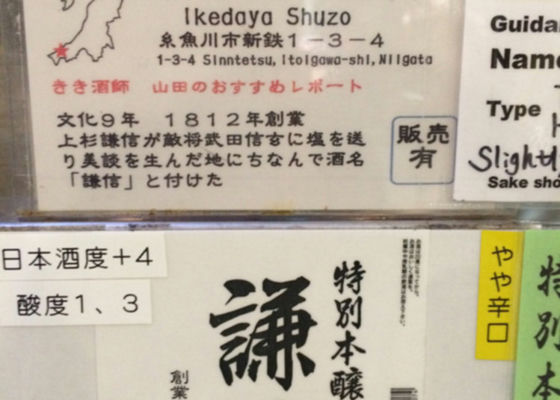 Ikedaya Shuzo
糸魚川市新鉄１－３－４
1-3-4 Sinntetsu, Itoigawa-shi, Niigata
きき酒師　山田のおすすめレポート
文化９年　１８１２年創業
上杉謙信が敵将武田信玄に塩を送
り美談を生んだ地にちなんで酒名
「謙信」と付けた
販売
有
Name
Type
Slightl
日本酒度＋４
酸度１、３
謙
特別本醸
創業
やや辛口
特別本